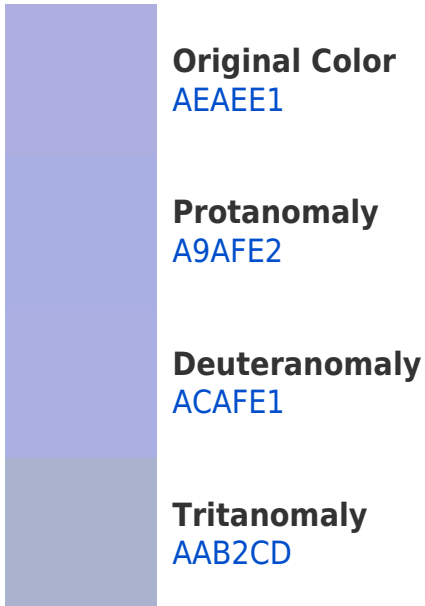 Original Color
AEAEE1
Protanomaly
A9AFE2
Deuteranomaly
ACAFE1
Tritanomaly
AAB2CD